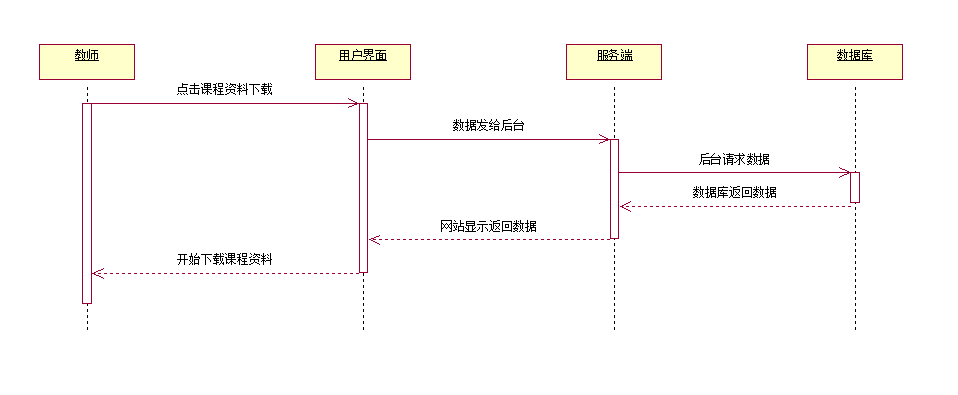 教师
用户界面
服务端
数据库
点击课程资料下载
数据发给后台
后台请求数据
数据库返回数据
网站显示返回数据
开始下载课程资料